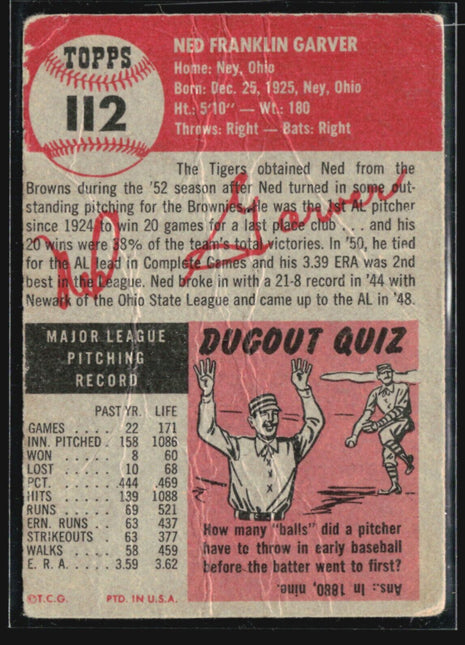 TOPPS
112
NED FRANKLIN GARVER
Home: Ney, Ohio
Born: Dec. 25, 1925, Ney, Ohio
Ht.: 5'10" — Wt.: 180
Throws: Right — Bats: Right
The Tigers obtained Ned from the
Browns during the '52 season after Ned turned in some out-
standing pitching for the Brownies. He was the 1st AL pitcher
since 1924 to win 20 games for a last place club . . . and his
20 wins were 38% of the team's total victories. In '50, he tied
for the AL lead in Complete Games and his 3.39 ERA was 2nd
best in the League. Ned broke in with a 21-8 record in '44 with
Newark of the Ohio State League and came up to the AL in '48.
Ned Garver
MAJOR LEAGUE
PITCHING
RECORD
PAST YR. LIFE
GAMES . . . . 22 171
INN. PITCHED . 158 1086
WON . . . . . 8 60
LOST . . . . . 10 68
PCT. . . . . . .444 .469
HITS . . . . . 139 1088
RUNS . . . . . 69 521
ERN. RUNS . . 63 437
STRIKEOUTS . . 63 377
WALKS . . . . 58 459
E. R. A. . . . . 3.59 3.62
©T.C.G. PTD. IN U.S.A.
DUGOUT QUIZ
How many "balls" did a pitcher
have to throw in early baseball
before the batter went to first?
Ans.: In 1880, nine.